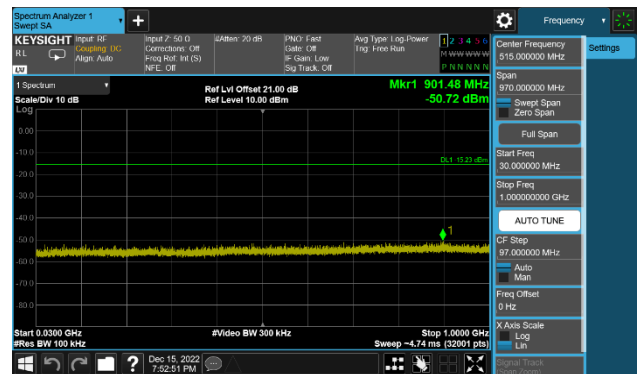 Spectrum Analyzer 1
Swept SA
Frequency
KEYSIGHT
RL
Input: RF
Coupling: DC
Align: Auto
Input Z: 50 Ω
Corrections: Off
Freq Ref: Int (S)
NFE: Off
#Atten: 20 dB
PNO: Fast
Gate: Off
IF Gain: Low
Sig Track: Off
Avg Type: Log-Power
Trig: Free Run
1 2 3 4 5 6
M W W W W W
P N N N N N
Settings
Center Frequency
515.000000 MHz
Span
970.000000 MHz
Swept Span
Zero Span
Full Span
Start Freq
30.000000 MHz
Stop Freq
1.000000000 GHz
AUTO TUNE
CF Step
97.000000 MHz
Auto
Man
Freq Offset
0 Hz
X Axis Scale
Log
Lin
Signal Track
(Span Zoom)
1 Spectrum
Scale/Div 10 dB
Log
Ref Lvl Offset 21.00 dB
Ref Level 10.00 dBm
Mkr1 901.48 MHz
-50.72 dBm
0.00
-10.0
-20.0
-30.0
-40.0
-50.0
-60.0
-70.0
-80.0
DL1 -15.23 dBm
1
Start 0.0300 GHz
#Res BW 100 kHz
#Video BW 300 kHz
Stop 1.0000 GHz
Sweep ~4.74 ms (32001 pts)
Dec 15, 2022
7:52:51 PM